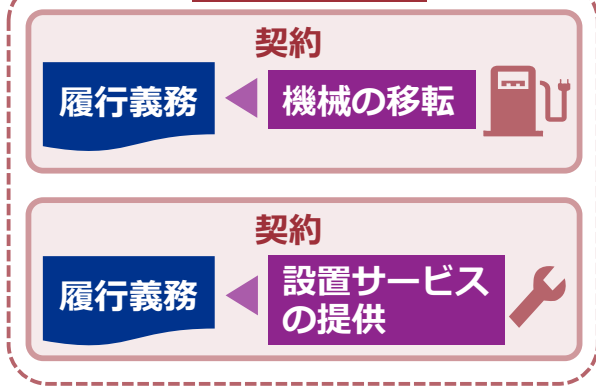 契約
履行義務
機械の移転
契約
履行義務
設置サービス
の提供